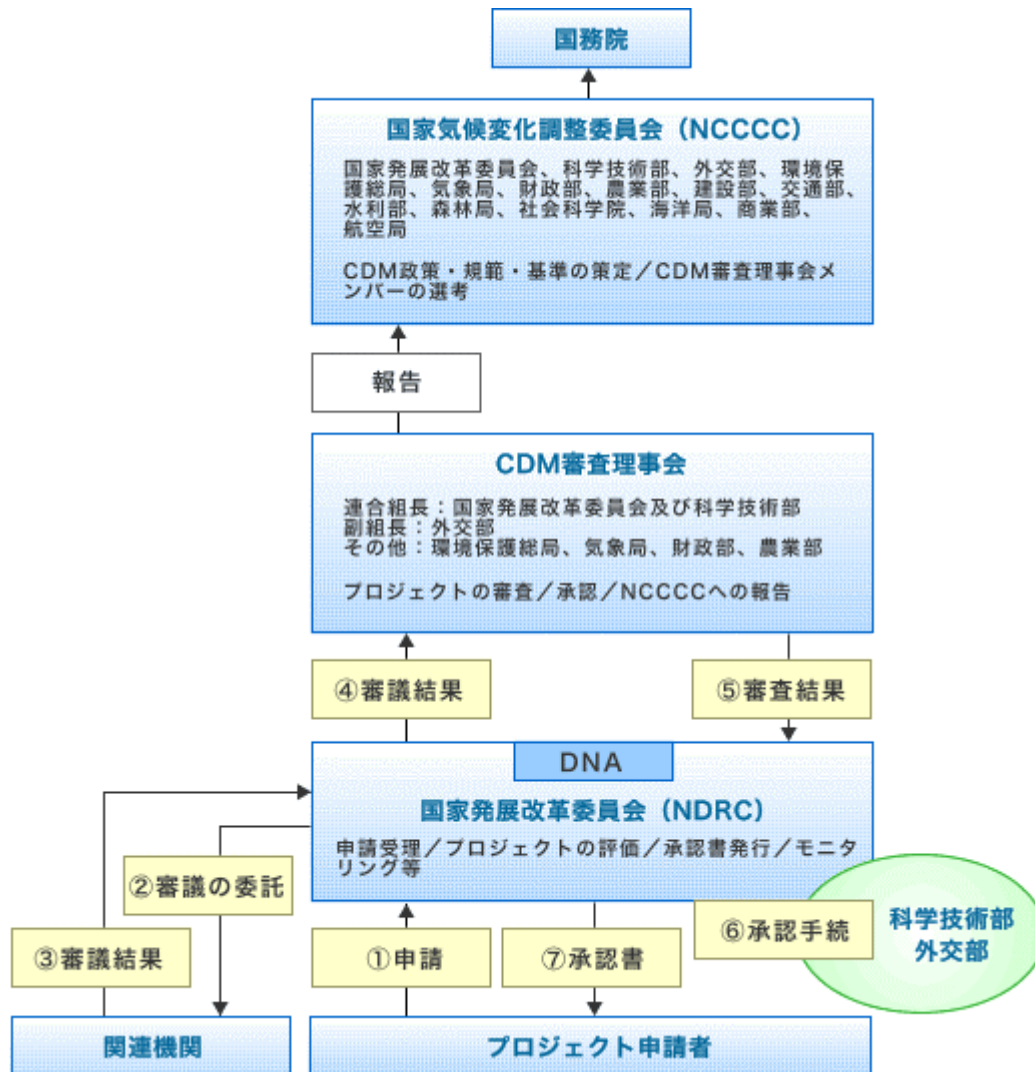 国務院
国家気候変化調整委員会（NCCCC）
国家発展改革委員会、科学技術部、外交部、環境保
護総局、気象局、財政部、農業部、建設部、交通部、
水利部、森林局、社会科学院、海洋局、商業部、
航空局
CDM政策・規範・基準の策定／CDM審査理事会メ
ンバーの選考
報告
CDM審査理事会
連合組長：国家発展改革委員会及び科学技術部
副組長：外交部
その他：環境保護総局、気象局、財政部、農業部
プロジェクトの審査／承認／NCCCCへの報告
④審議結果
⑤審査結果
DNA
国家発展改革委員会（NDRC）
申請受理／プロジェクトの評価／承認書発行／モニタ
リング等
②審議の委託
③審議結果
①申請
⑦承認書
⑥承認手続
科学技術部
外交部
関連機関
プロジェクト申請者